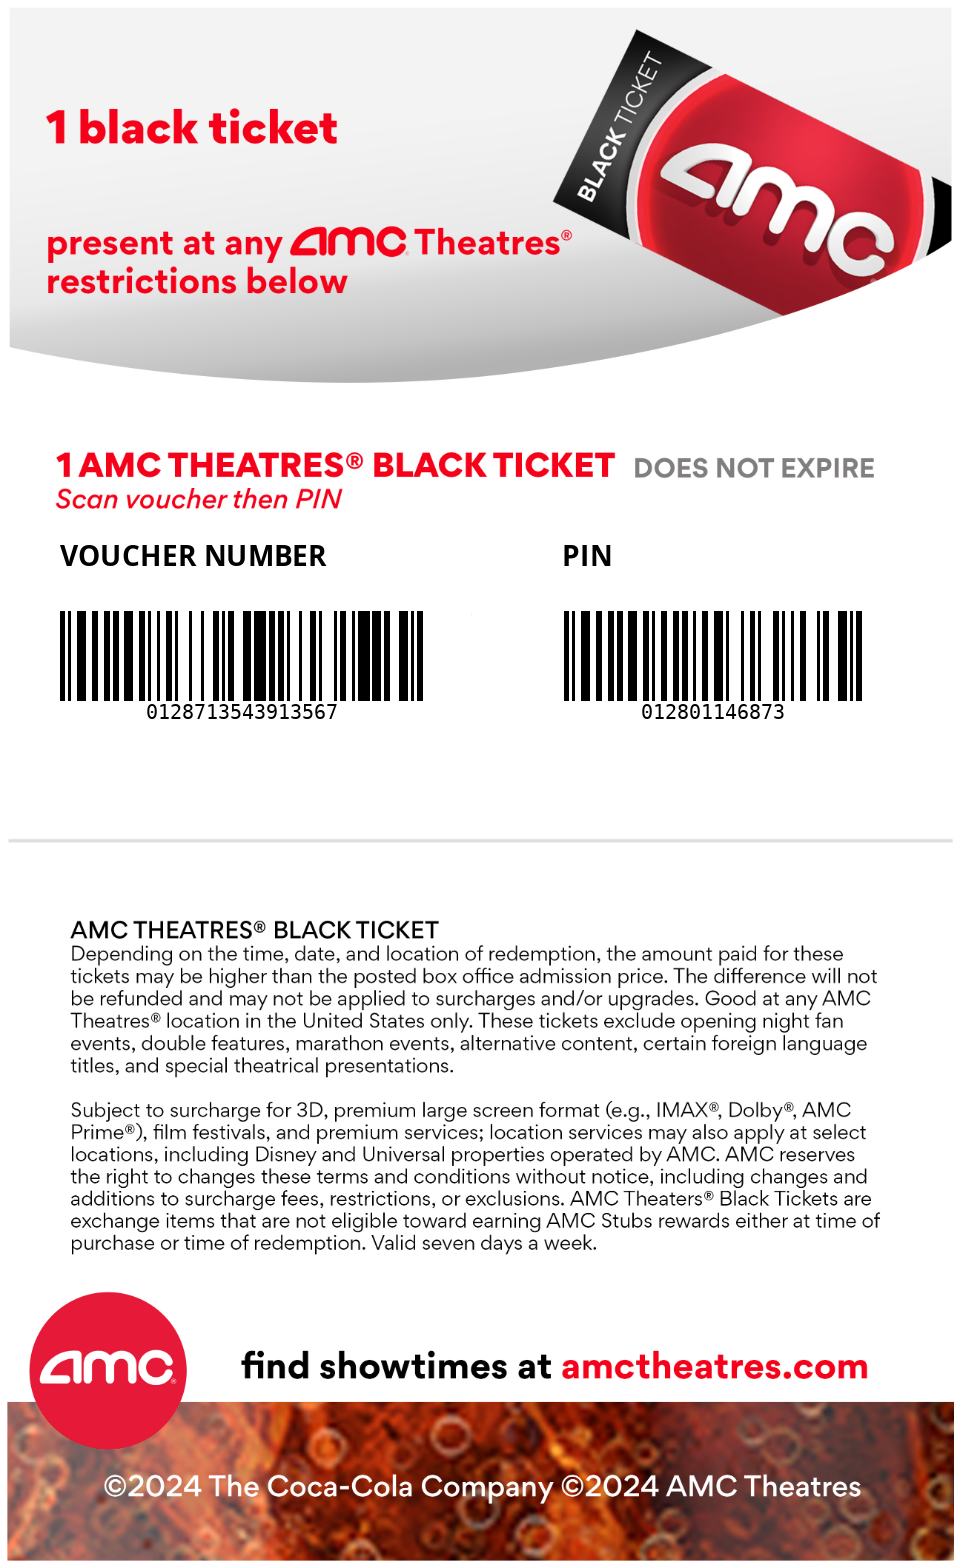 BLACK TICKET
amc
1 black ticket
present at any amc Theatres®
restrictions below
1 AMC THEATRES® BLACK TICKET DOES NOT EXPIRE
Scan voucher then PIN
VOUCHER NUMBER PIN
0128713543913567 012801146873
AMC THEATRES® BLACK TICKET
Depending on the time, date, and location of redemption, the amount paid for these
tickets may be higher than the posted box office admission price. The difference will not
be refunded and may not be applied to surcharges and/or upgrades. Good at any AMC
Theatres® location in the United States only. These tickets exclude opening night fan
events, double features, marathon events, alternative content, certain foreign language
titles, and special theatrical presentations.
Subject to surcharge for 3D, premium large screen format (e.g., IMAX®, Dolby®, AMC
Prime®), film festivals, and premium services; location services may also apply at select
locations, including Disney and Universal properties operated by AMC. AMC reserves
the right to changes these terms and conditions without notice, including changes and
additions to surcharge fees, restrictions, or exclusions. AMC Theaters® Black Tickets are
exchange items that are not eligible toward earning AMC Stubs rewards either at time of
purchase or time of redemption. Valid seven days a week.
amc®
find showtimes at amctheatres.com
©2024 The Coca-Cola Company ©2024 AMC Theatres